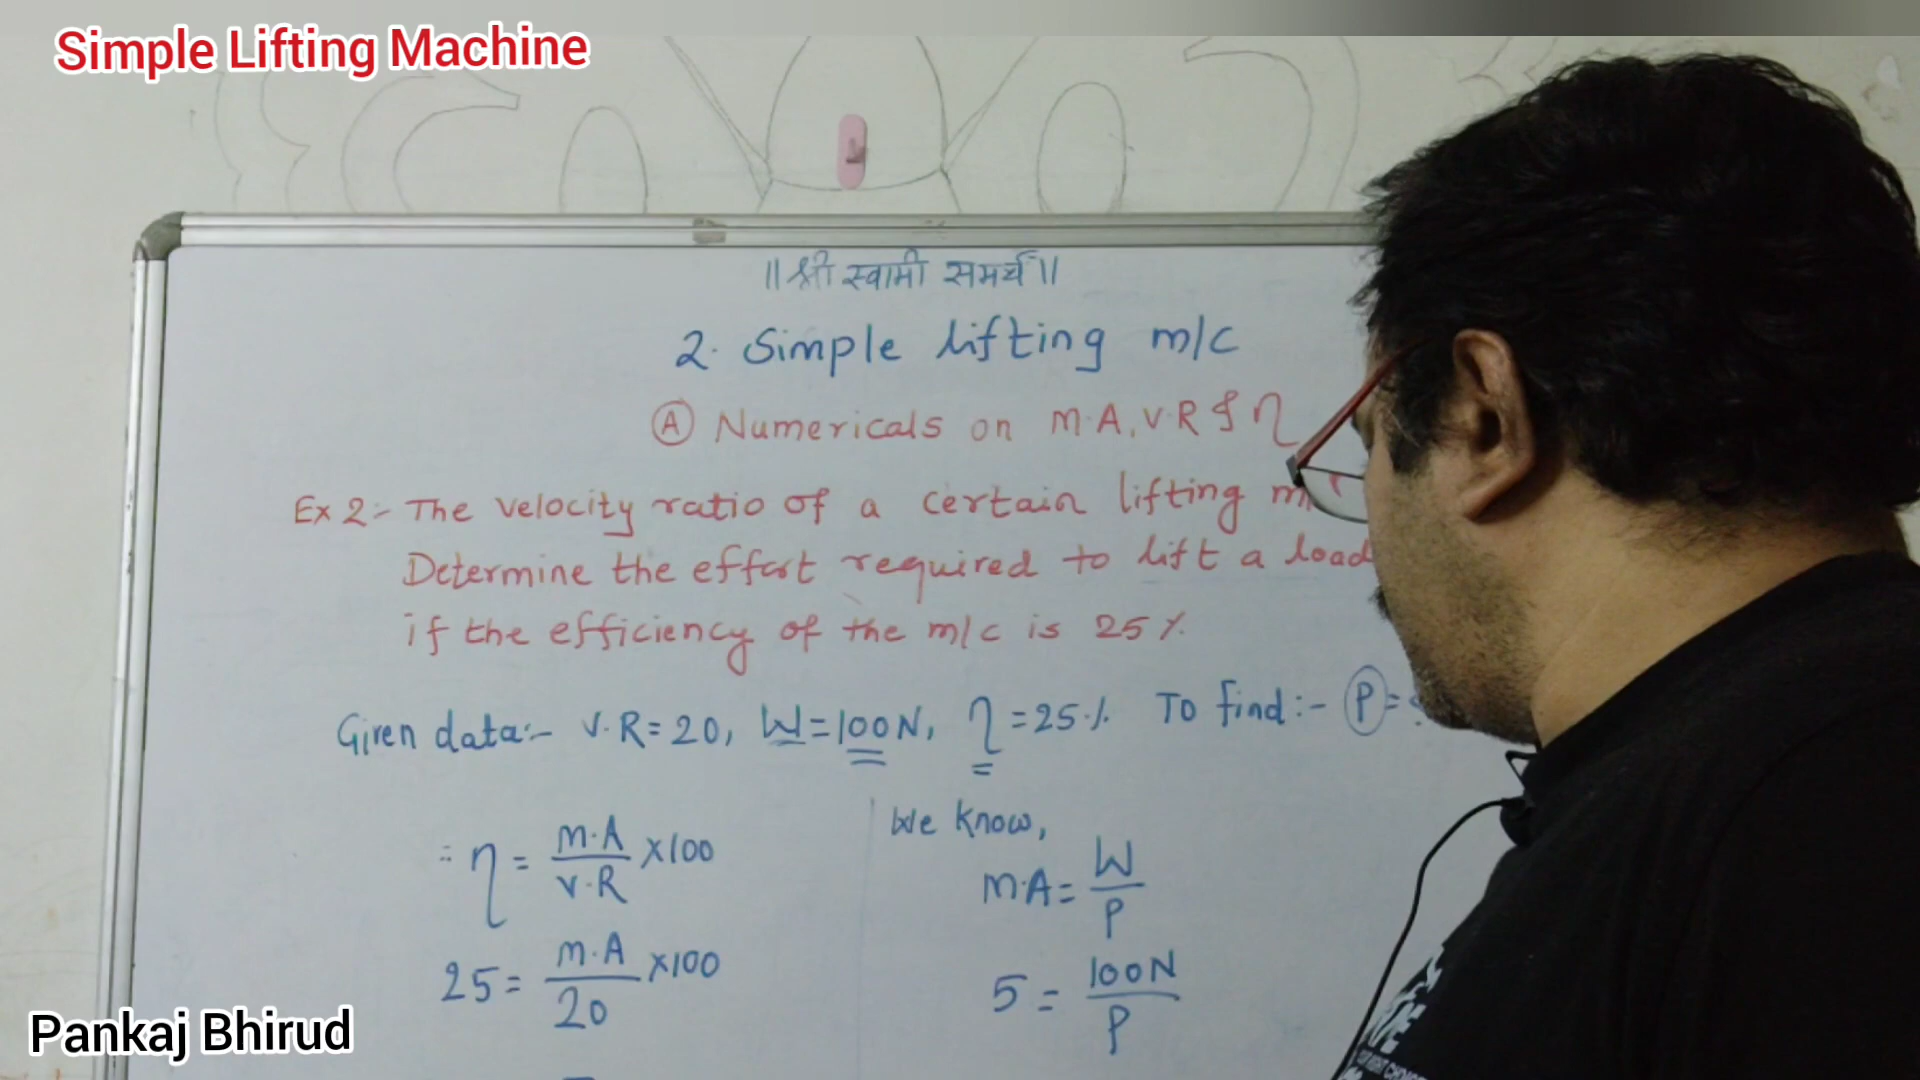 Simple Lifting Machine
॥ श्री स्वामी समर्थ ॥
2. Simple lifting m/c
Ⓐ Numericals on M.A, V.R & η
Ex 2:- The velocity ratio of a certain lifting
Determine the effort required to lift a load
if the efficiency of the m/c is 25%.
Given data:- V.R = 20, W = 100N, η = 25% To find:- P =
We know,
∴ η = M.A / V.R × 100
M.A = W / P
25 = M.A / 20 × 100
5 = 100N / P
Pankaj Bhirud